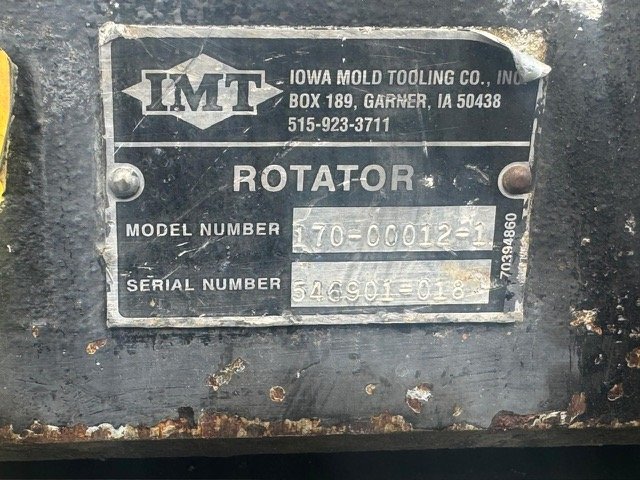 IMT
IOWA MOLD TOOLING CO., INC
BOX 189, GARNER, IA 50438
515-923-3711
ROTATOR
MODEL NUMBER 170-00012-1
SERIAL NUMBER 546901-018
70394860